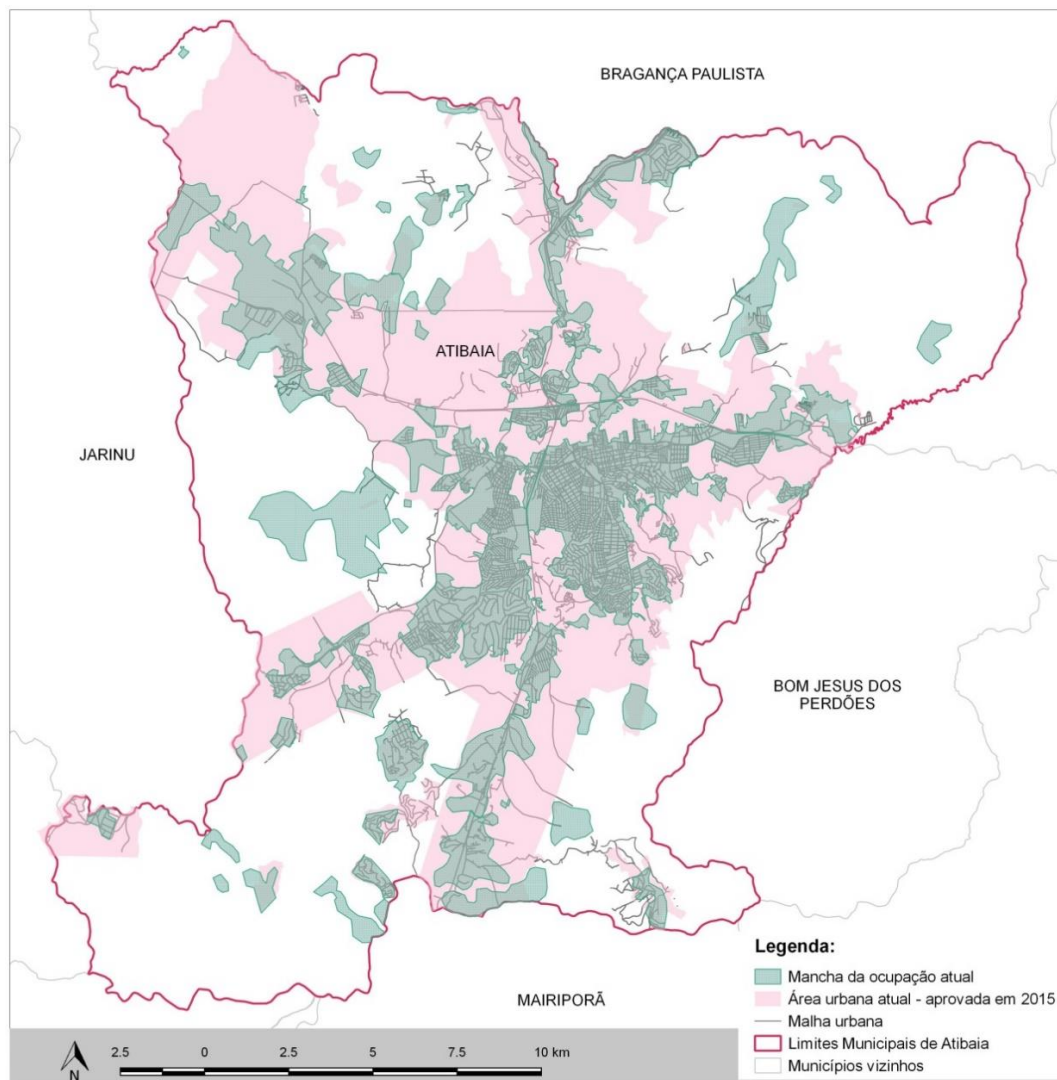 BRAGANÇA PAULISTA
ATIBAIA
JARINU
BOM JESUS DOS
PERDÕES
MAIRIPORÃ
Legenda:
Mancha da ocupação atual
Área urbana atual - aprovada em 2015
Malha urbana
Limites Municipais de Atibaia
Municípios vizinhos
2.5 0 2.5 5 7.5 10 km
N